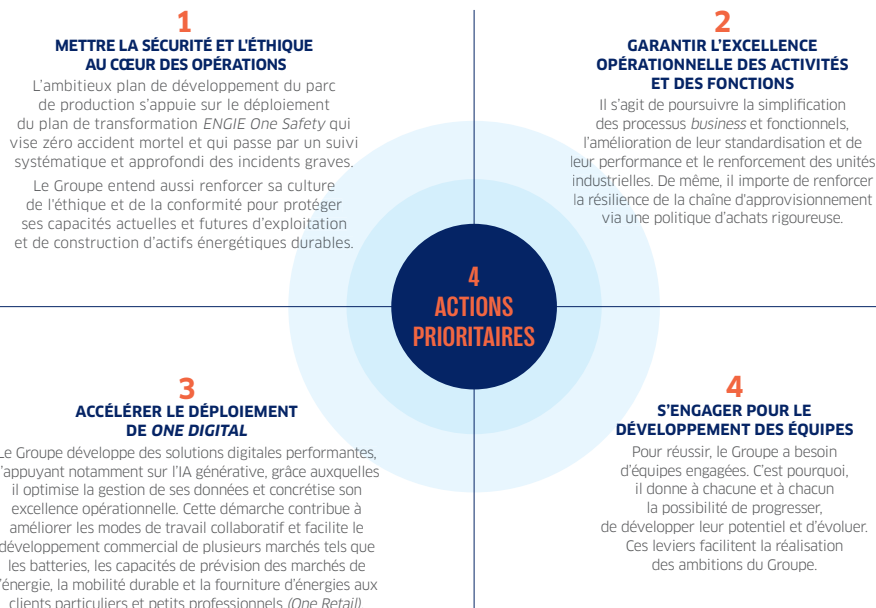 1
METTRE LA SÉCURITÉ ET L'ÉTHIQUE
AU CŒUR DES OPÉRATIONS
L'ambitieux plan de développement du parc
de production s'appuie sur le déploiement
du plan de transformation ENGIE One Safety qui
vise zéro accident mortel et qui passe par un suivi
systématique et approfondi des incidents graves.
Le Groupe entend aussi renforcer sa culture
de l'éthique et de la conformité pour protéger
ses capacités actuelles et futures d'exploitation
et de construction d'actifs énergétiques durables.
2
GARANTIR L'EXCELLENCE
OPÉRATIONNELLE DES ACTIVITÉS
ET DES FONCTIONS
Il s'agit de poursuivre la simplification
des processus business et fonctionnels,
l'amélioration de leur standardisation et de
leur performance et le renforcement des unités
industrielles. De même, il importe de renforcer
la résilience de la chaîne d'approvisionnement
via une politique d'achats rigoureuse.
4
ACTIONS
PRIORITAIRES
3
ACCÉLÉRER LE DÉPLOIEMENT
DE ONE DIGITAL
Le Groupe développe des solutions digitales performantes,
s'appuyant notamment sur l'IA générative, grâce auxquelles
il optimise la gestion de ses données et concrétise son
excellence opérationnelle. Cette démarche contribue à
améliorer les modes de travail collaboratif et facilite le
développement commercial de plusieurs marchés tels que
les batteries, les capacités de prévision des marchés de
l'énergie, la mobilité durable et la fourniture d'énergies aux
clients particuliers et petits professionnels (One Retail)
4
S'ENGAGER POUR LE
DÉVELOPPEMENT DES ÉQUIPES
Pour réussir, le Groupe a besoin
d'équipes engagées. C'est pourquoi,
il donne à chacune et à chacun
la possibilité de progresser,
de développer leur potentiel et d'évoluer.
Ces leviers facilitent la réalisation
des ambitions du Groupe.